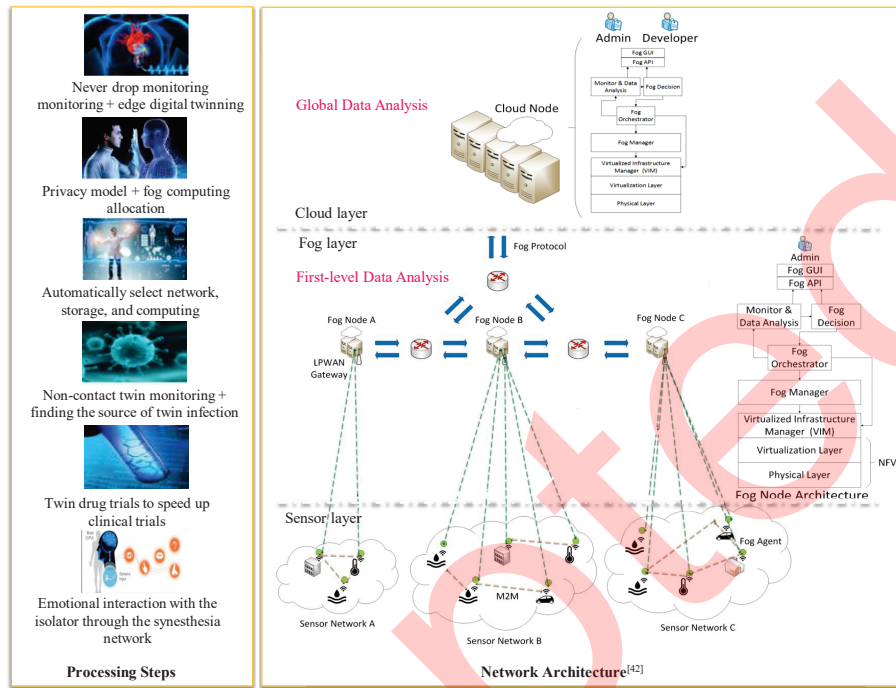 Never drop monitoring
monitoring + edge digital twinning
Privacy model + fog computing
allocation
Automatically select network,
storage, and computing
Non-contact twin monitoring +
finding the source of twin infection
Twin drug trials to speed up
clinical trials
Emotional interaction with the
isolator through the synesthesia
network
Processing Steps
Admin Developer
Fog GUI
Fog API
Monitor & Data
Analysis
Fog Decision
Fog
Orchestrator
Fog Manager
Virtualized Infrastructure
Manager (VIM)
Virtualization Layer
Physical Layer
Global Data Analysis
Cloud Node
Cloud layer
Fog layer
Fog Protocol
First-level Data Analysis
Fog Node A
Fog Node B
Fog Node C
LPWAN
Gateway
Admin
Fog GUI
Fog API
Monitor &
Data Analysis
Fog
Decision
Fog
Orchestrator
Fog Manager
Virtualized Infrastructure
Manager (VIM)
Virtualization Layer
Physical Layer
NFV
Fog Node Architecture
Sensor layer
Fog Agent
M2M
Sensor Network A
Sensor Network B
Sensor Network C
Network Architecture[42]